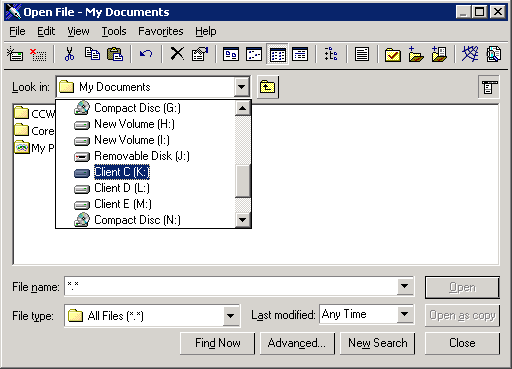 Open File - My Documents
File Edit View Tools Favorites Help
Look in: My Documents
CCW
Core
My P
Compact Disc (G:)
New Volume (H:)
New Volume (I:)
Removable Disk (J:)
Client C (K:)
Client D (L:)
Client E (M:)
Compact Disc (N:)
File name: *.* Open
File type: All Files (*.*) Last modified: Any Time Open as copy
Find Now Advanced... New Search Close